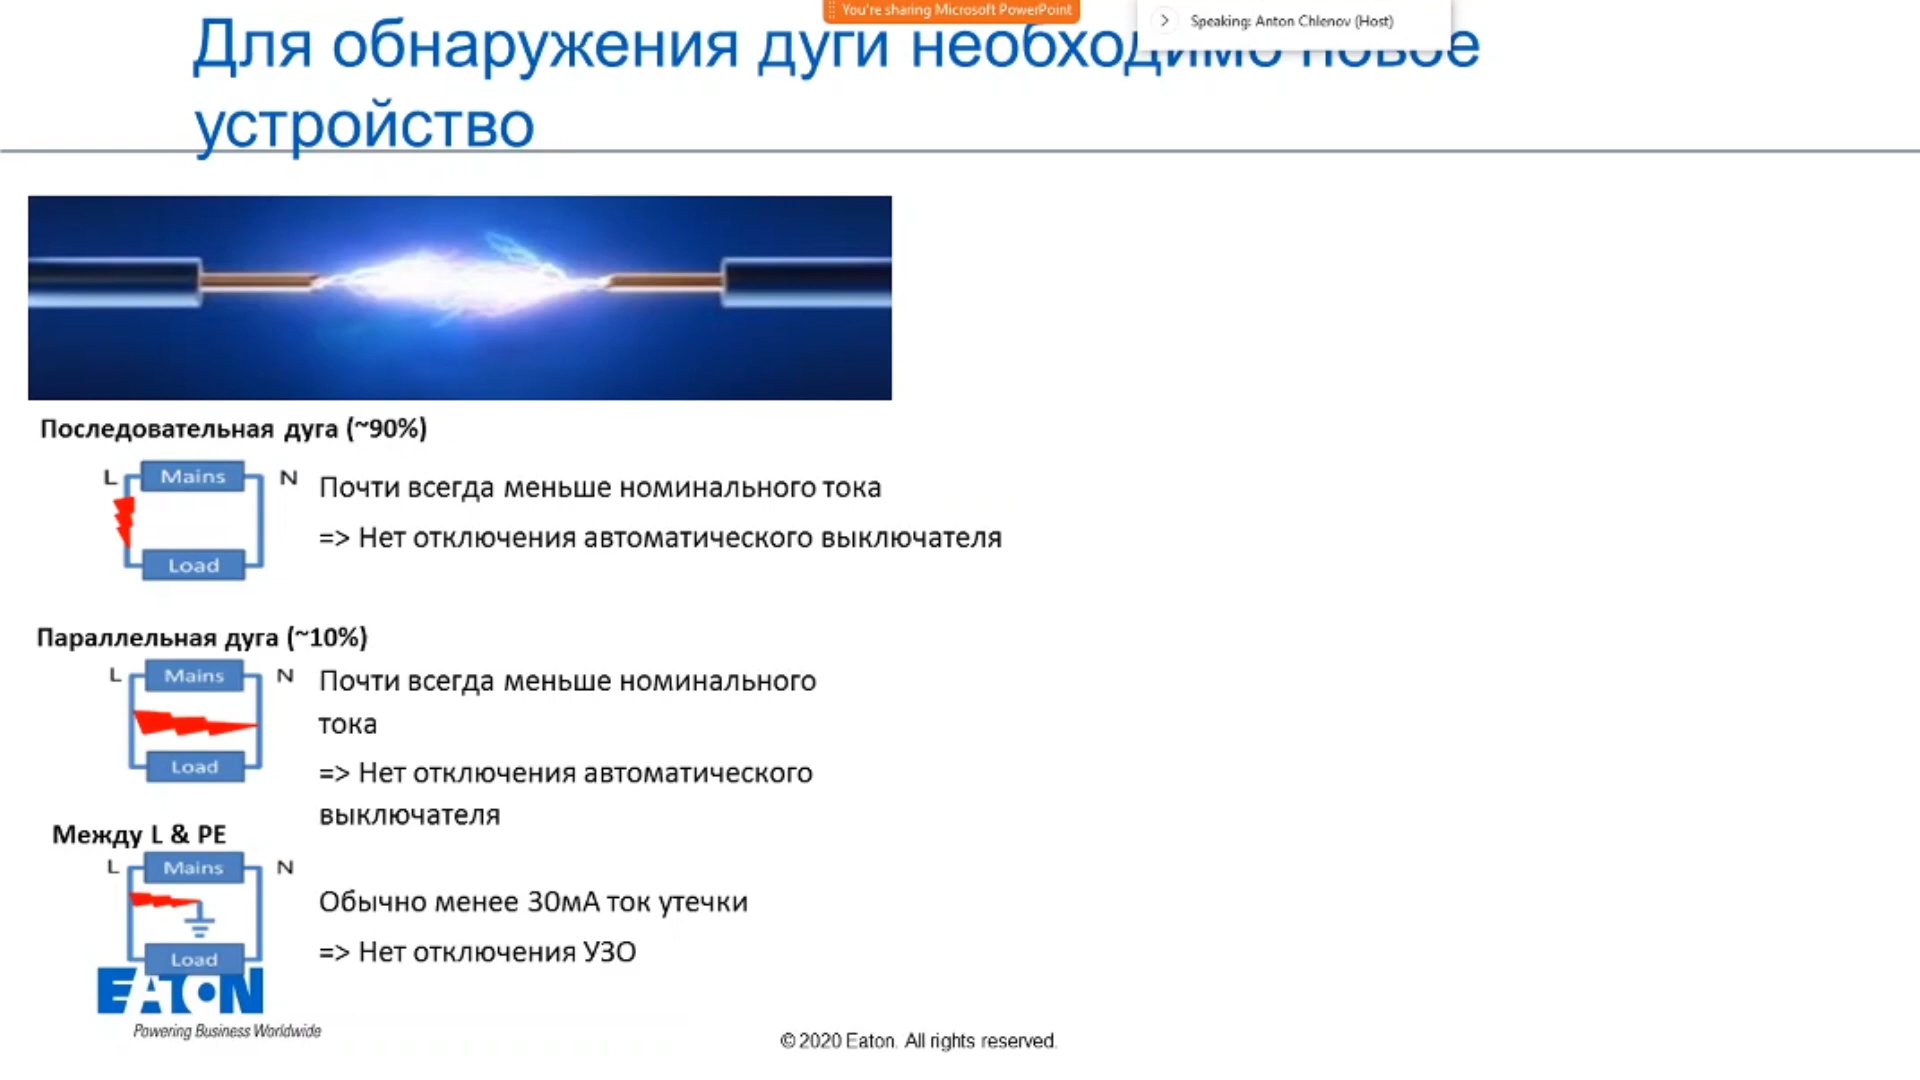 You're sharing Microsoft PowerPoint
Speaking: Anton Chlenov (Host)
Для обнаружения дуги необходимо новое
устройство
Последовательная дуга (~90%)
L Mains N
Load
Почти всегда меньше номинального тока
=> Нет отключения автоматического выключателя
Параллельная дуга (~10%)
L Mains N
Load
Почти всегда меньше номинального
тока
=> Нет отключения автоматического
выключателя
Между L & PE
L Mains N
Load
Обычно менее 30мА ток утечки
=> Нет отключения УЗО
EATON
Powering Business Worldwide
© 2020 Eaton. All rights reserved.